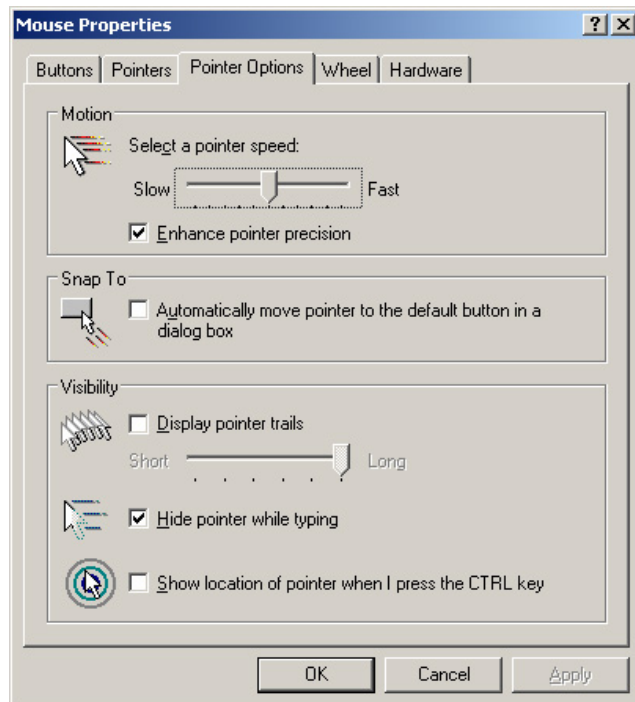 Mouse Properties
Buttons Pointers Pointer Options Wheel Hardware
Motion
Select a pointer speed:
Slow Fast
Enhance pointer precision
Snap To
Automatically move pointer to the default button in a
dialog box
Visibility
Display pointer trails
Short Long
Hide pointer while typing
Show location of pointer when I press the CTRL key
OK Cancel Apply